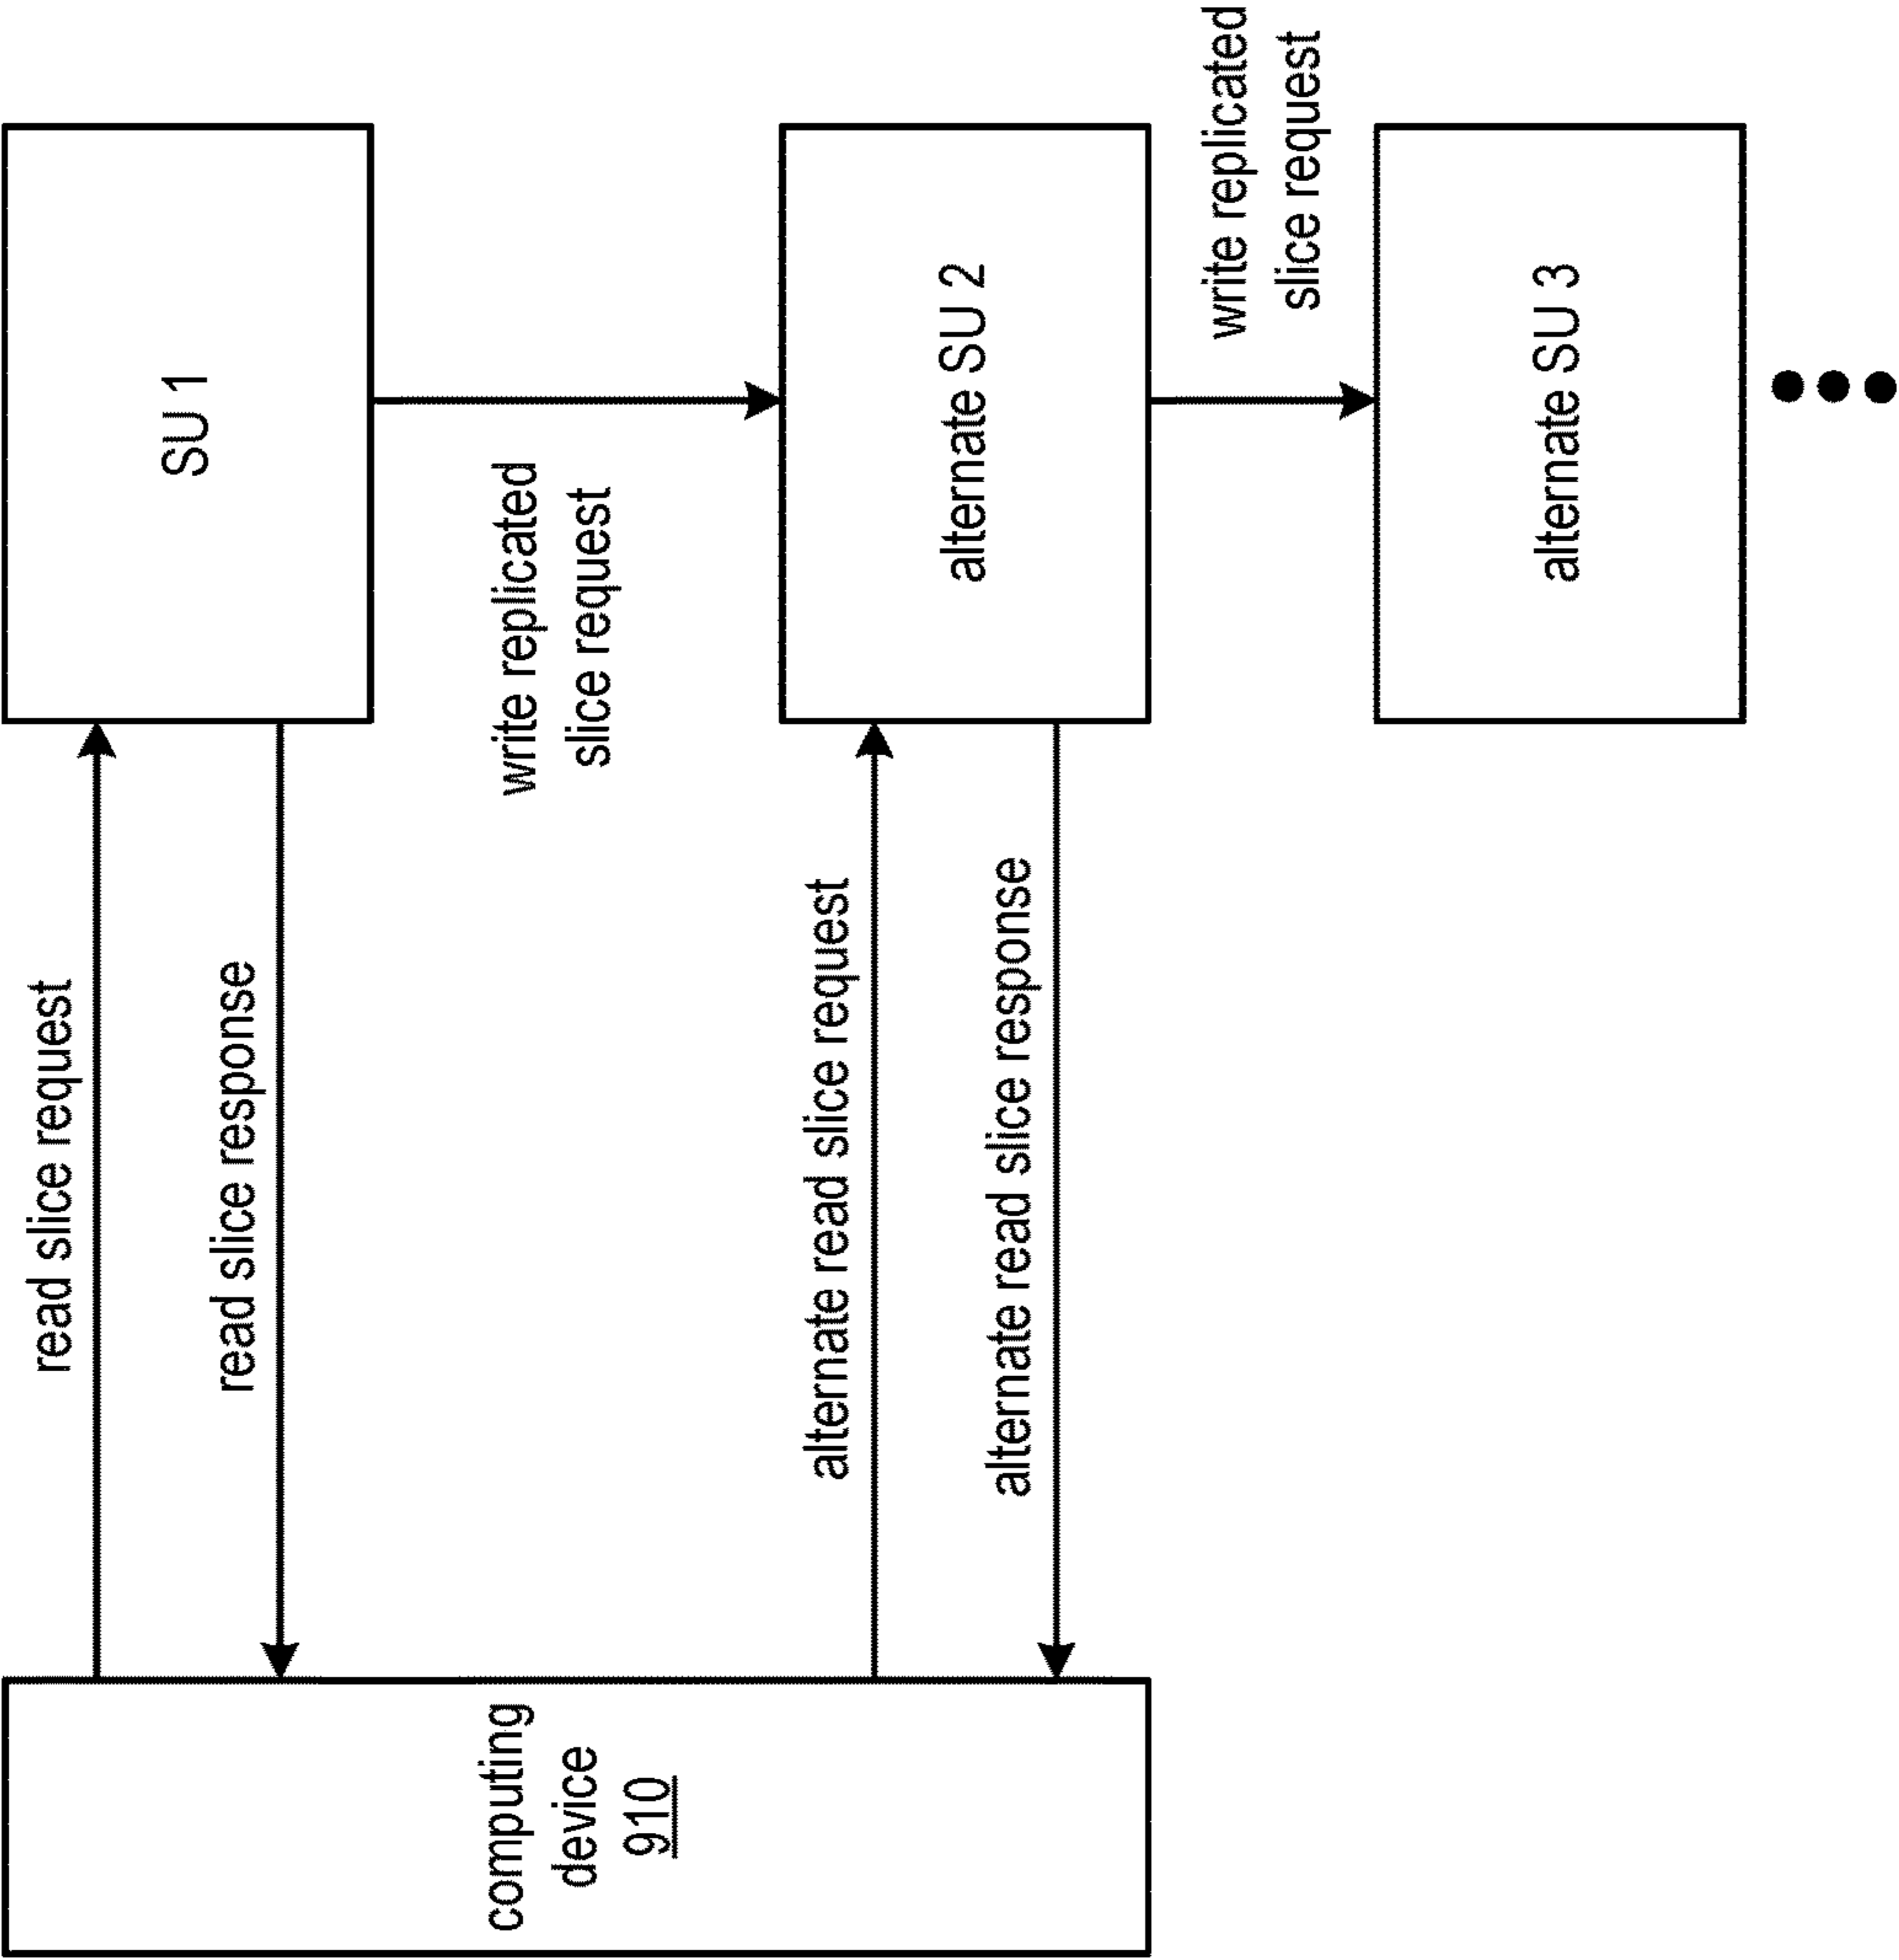 computing
device
910
read slice request
read slice response
alternate read slice request
alternate read slice response
SU 1
write replicated
slice request
alternate SU 2
write replicated
slice request
alternate SU 3